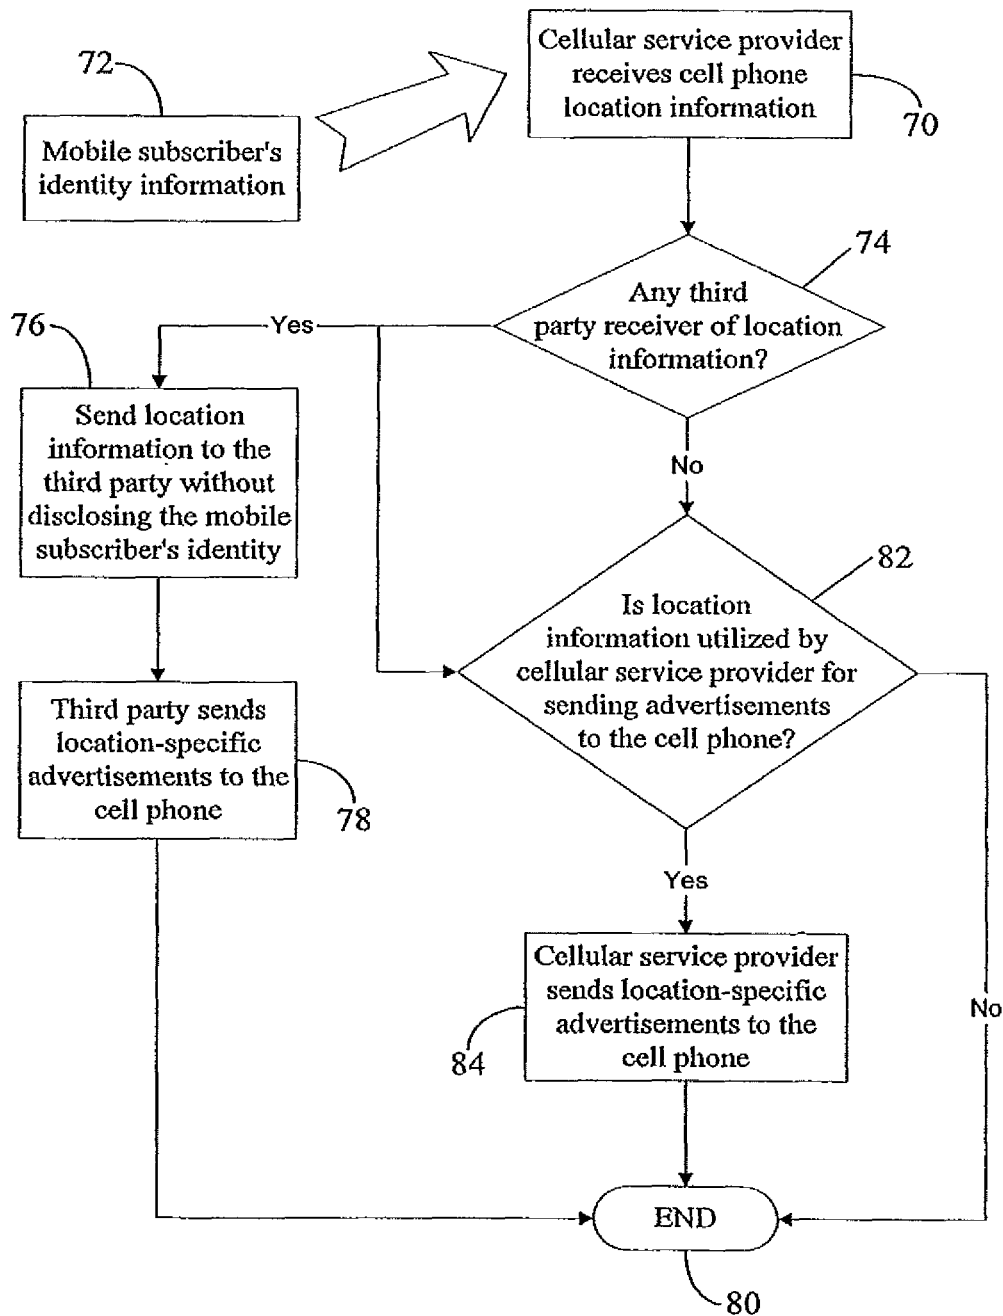 72
Mobile subscriber's
identity information
Cellular service provider
receives cell phone
location information
70
74
Any third
party receiver of location
information?
Yes
No
76
Send location
information to the
third party without
disclosing the mobile
subscriber's identity
Third party sends
location-specific
advertisements to the
cell phone
78
82
Is location
information utilized by
cellular service provider for
sending advertisements
to the cell phone?
Yes
No
Cellular service provider
sends location-specific
advertisements to the
cell phone
84
END
80